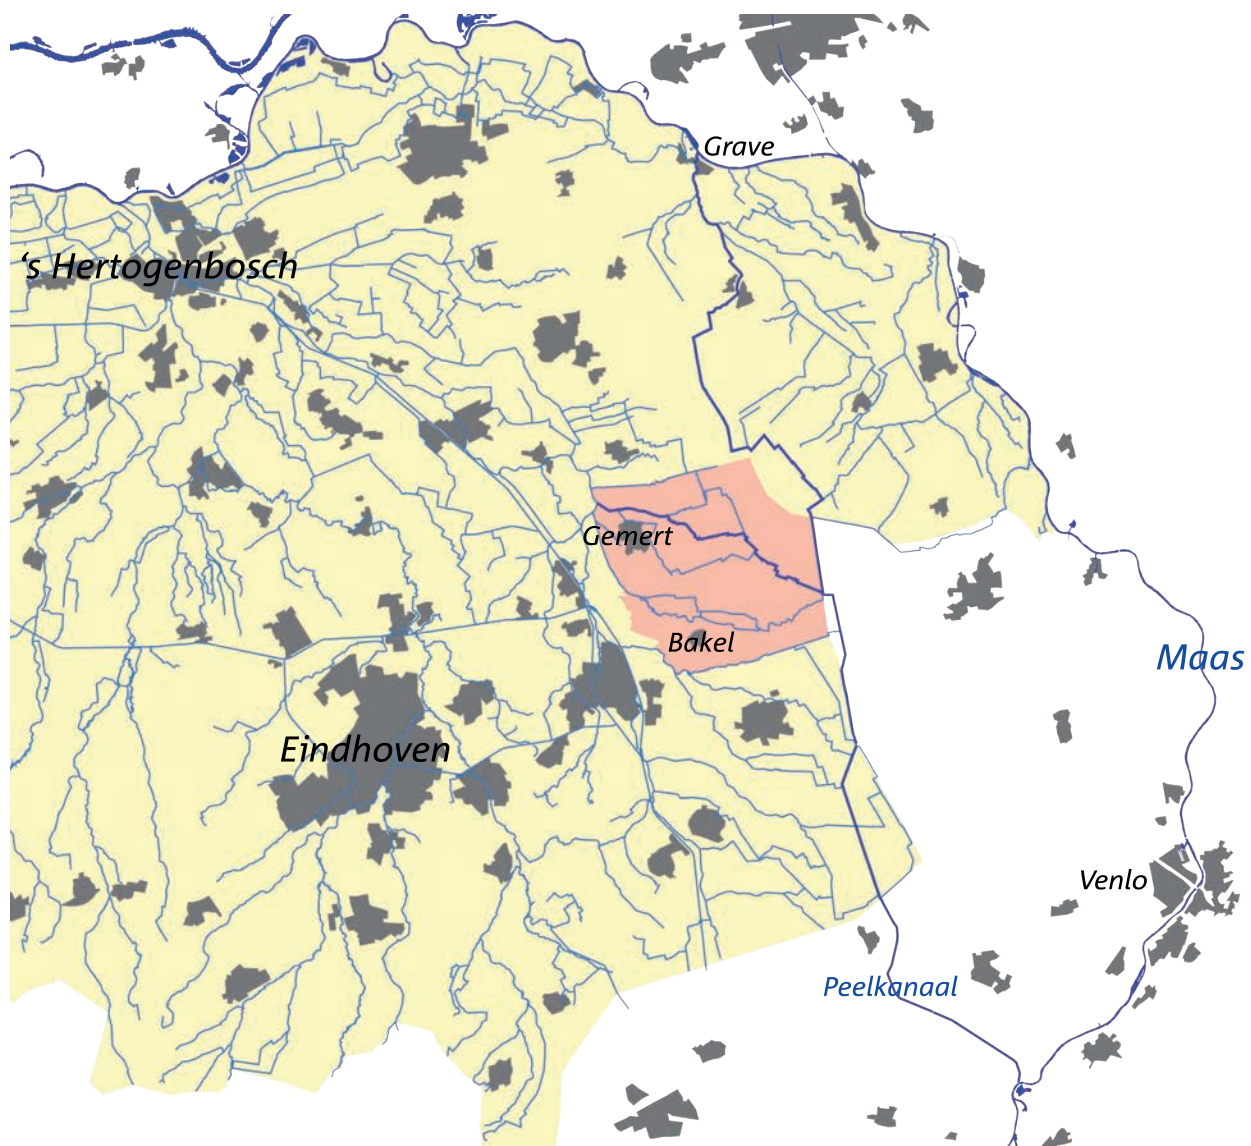 Grave
‘s Hertogenbosch
Gemert
Bakel
Maas
Eindhoven
Venlo
Peelkanaal